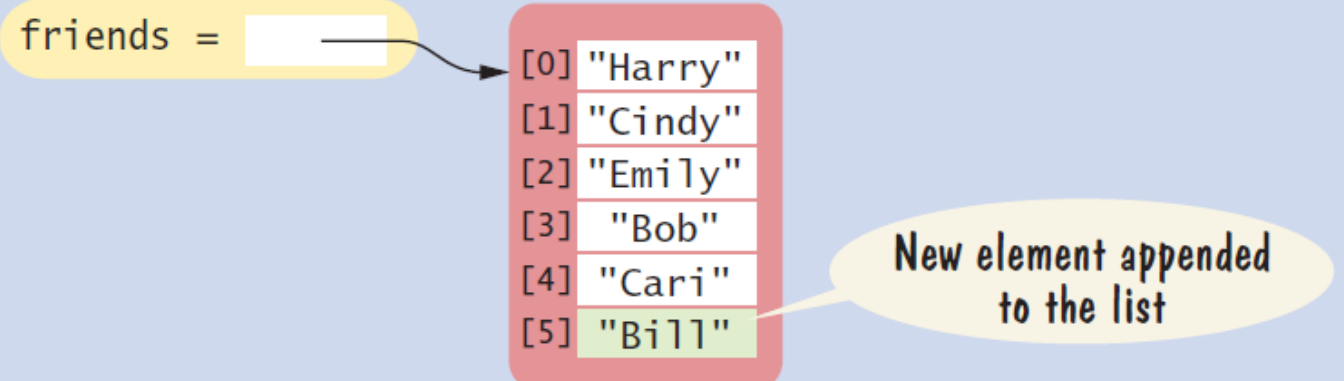 friends =
[0] "Harry"
[1] "Cindy"
[2] "Emily"
[3] "Bob"
[4] "Cari"
[5] "Bill"
New element appended
to the list